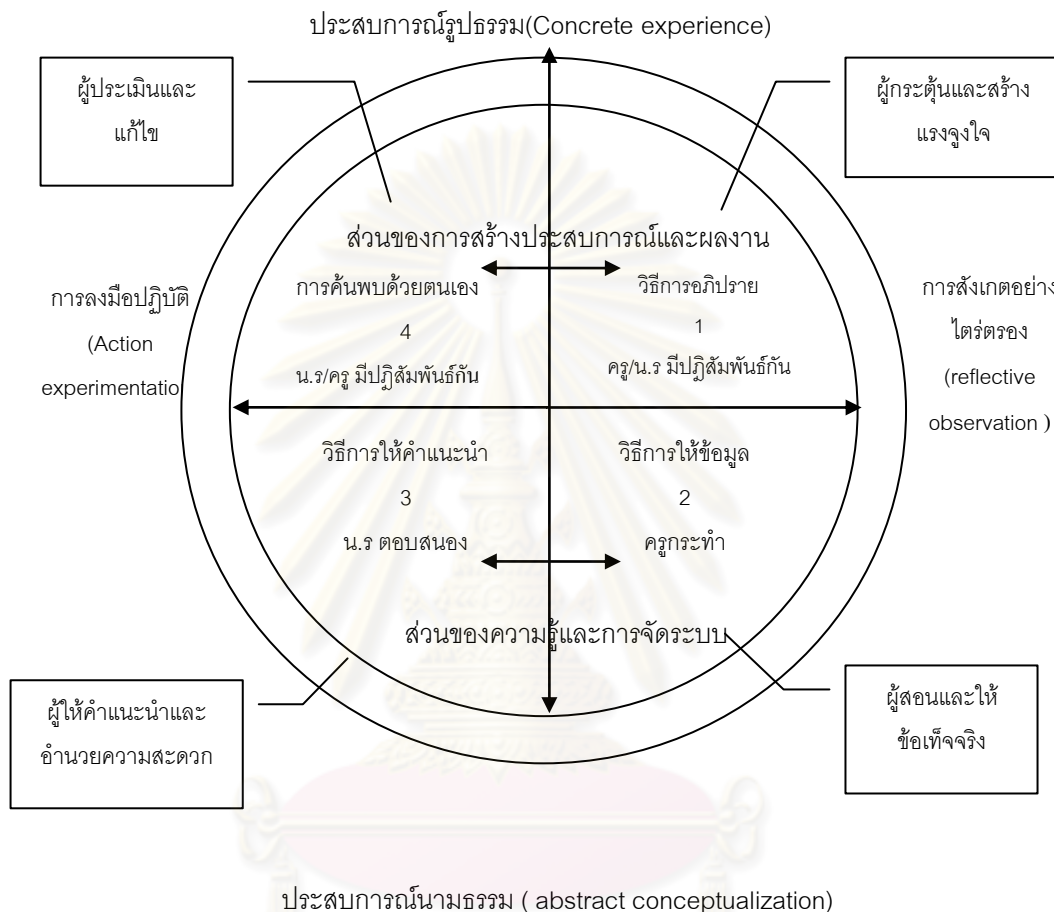 ประสบการณ์รูปธรรม(Concrete experience)
ผู้ประเมินและ
แก้ไข
ผู้กระตุ้นและสร้าง
แรงจูงใจ
ส่วนของการสร้างประสบการณ์และผลงาน
การลงมือปฏิบัติ
(Action
experimentatio
การค้นพบด้วยตนเอง
4
น.ร/ครู มีปฎิสัมพันธ์กัน
วิธีการอภิปราย
1
ครู/น.ร มีปฎิสัมพันธ์กัน
การสังเกตอย่าง
ไตร่ตรอง
(reflective
observation )
วิธีการให้คำแนะนำ
3
น.ร ตอบสนอง
วิธีการให้ข้อมูล
2
ครูกระทำ
ส่วนของความรู้และการจัดระบบ
ผู้ให้คำแนะนำและ
อำนวยความสะดวก
ผู้สอนและให้
ข้อเท็จจริง
ประสบการณ์นามธรรม ( abstract conceptualization)